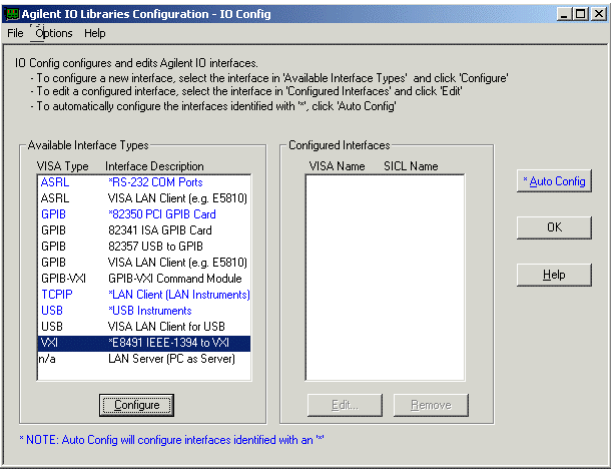 Agilent IO Libraries Configuration - IO Config
File Options Help
IO Config configures and edits Agilent IO interfaces.
- To configure a new interface, select the interface in 'Available Interface Types' and click 'Configure'
- To edit a configured interface, select the interface in 'Configured Interfaces' and click 'Edit'
- To automatically configure the interfaces identified with '*', click 'Auto Config'
Available Interface Types
VISA Type Interface Description
ASRL *RS-232 COM Ports
ASRL VISA LAN Client (e.g. E5810)
GPIB *82350 PCI GPIB Card
GPIB 82341 ISA GPIB Card
GPIB 82357 USB to GPIB
GPIB VISA LAN Client (e.g. E5810)
GPIB-VXI GPIB-VXI Command Module
TCPIP *LAN Client (LAN Instruments)
USB *USB Instruments
USB VISA LAN Client for USB
VXI *E8491 IEEE-1394 to VXI
n/a LAN Server (PC as Server)
Configure
Configured Interfaces
VISA Name SICL Name
Edit... Remove
* Auto Config
OK
Help
* NOTE: Auto Config will configure interfaces identified with an '*'